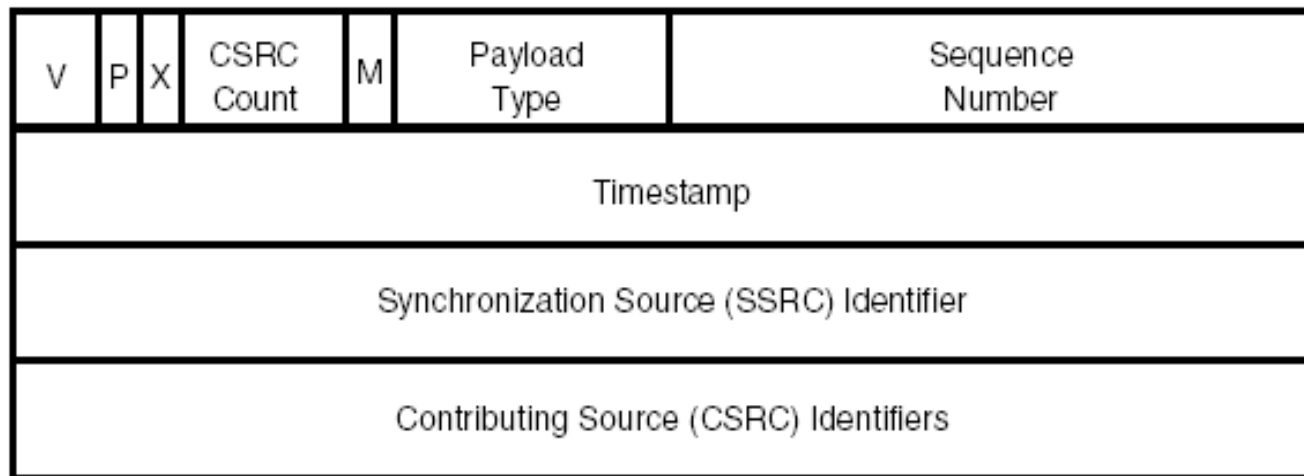 V P X CSRC Count M Payload Type Sequence Number
Timestamp
Synchronization Source (SSRC) Identifier
Contributing Source (CSRC) Identifiers